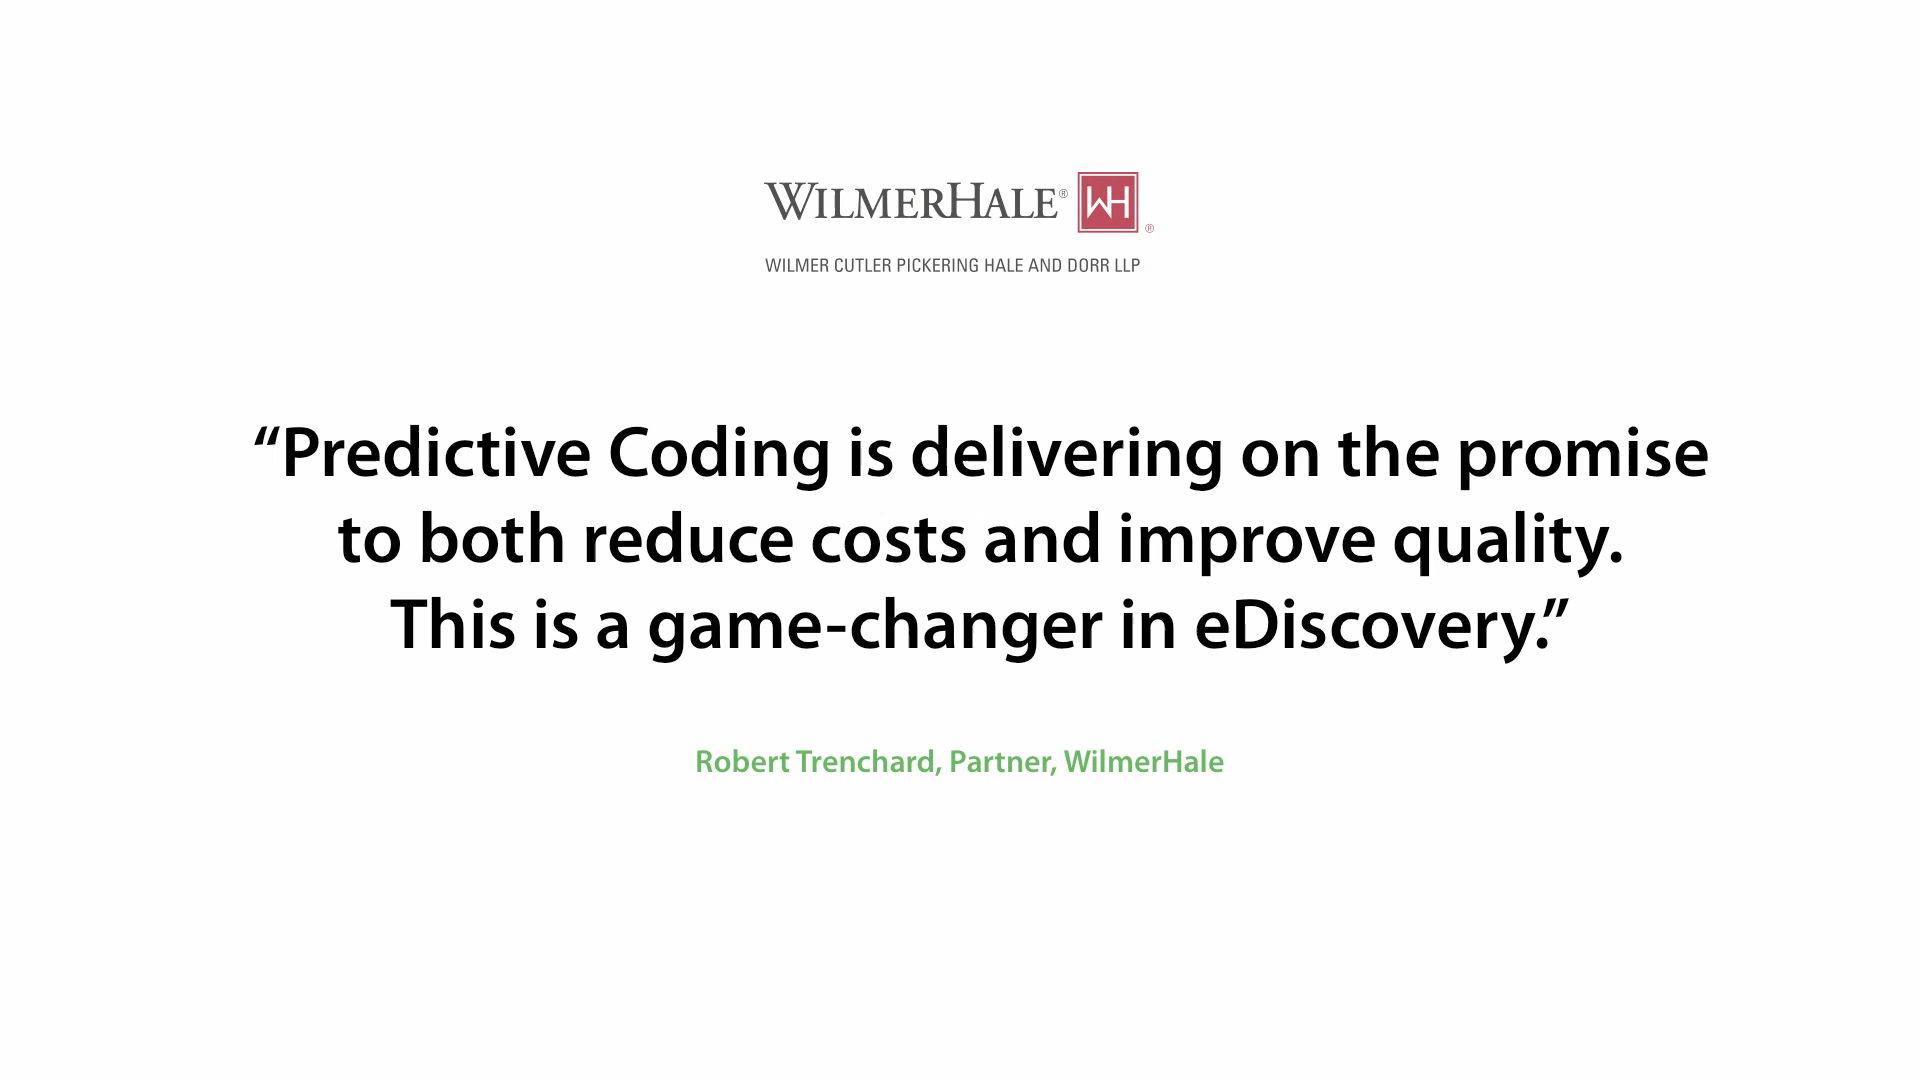 WILMERHALE® WH ®
WILMER CUTLER PICKERING HALE AND DORR LLP
“Predictive Coding is delivering on the promise
to both reduce costs and improve quality.
This is a game-changer in eDiscovery.”
Robert Trenchard, Partner, WilmerHale